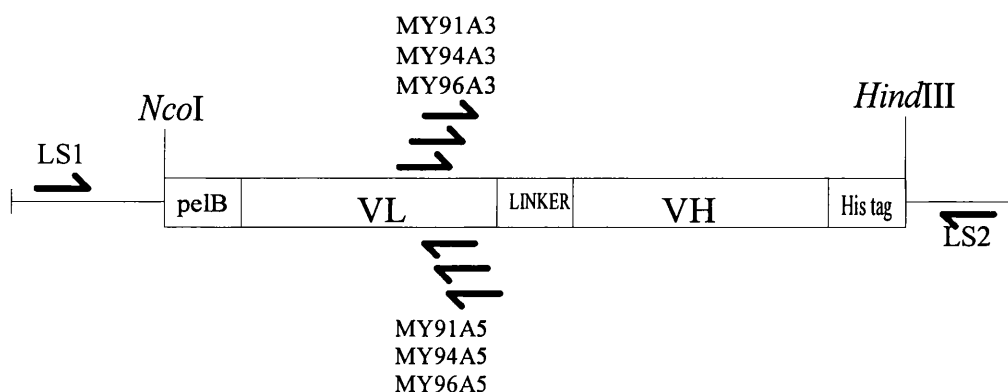 MY91A3
MY94A3
MY96A3
NcoI
HindIII
LS1
pelB VL LINKER VH His tag
LS2
MY91A5
MY94A5
MY96A5